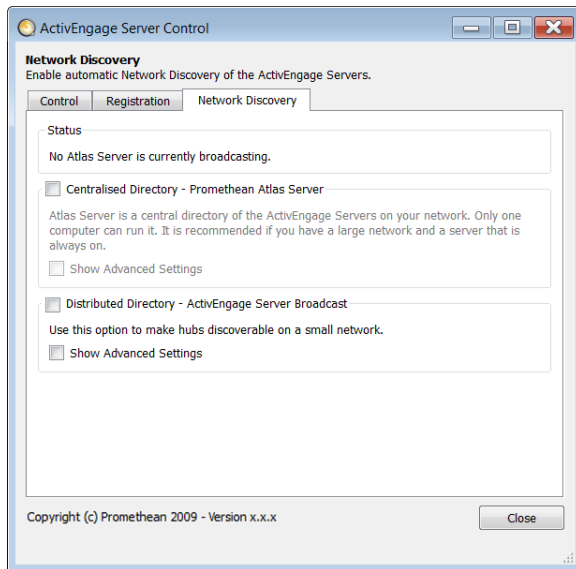 ActivEngage Server Control
Network Discovery
Enable automatic Network Discovery of the ActivEngage Servers.
Control Registration Network Discovery
Status
No Atlas Server is currently broadcasting.
Centralised Directory - Promethean Atlas Server
Atlas Server is a central directory of the ActivEngage Servers on your network. Only one
computer can run it. It is recommended if you have a large network and a server that is
always on.
Show Advanced Settings
Distributed Directory - ActivEngage Server Broadcast
Use this option to make hubs discoverable on a small network.
Show Advanced Settings
Copyright (c) Promethean 2009 - Version x.x.x
Close